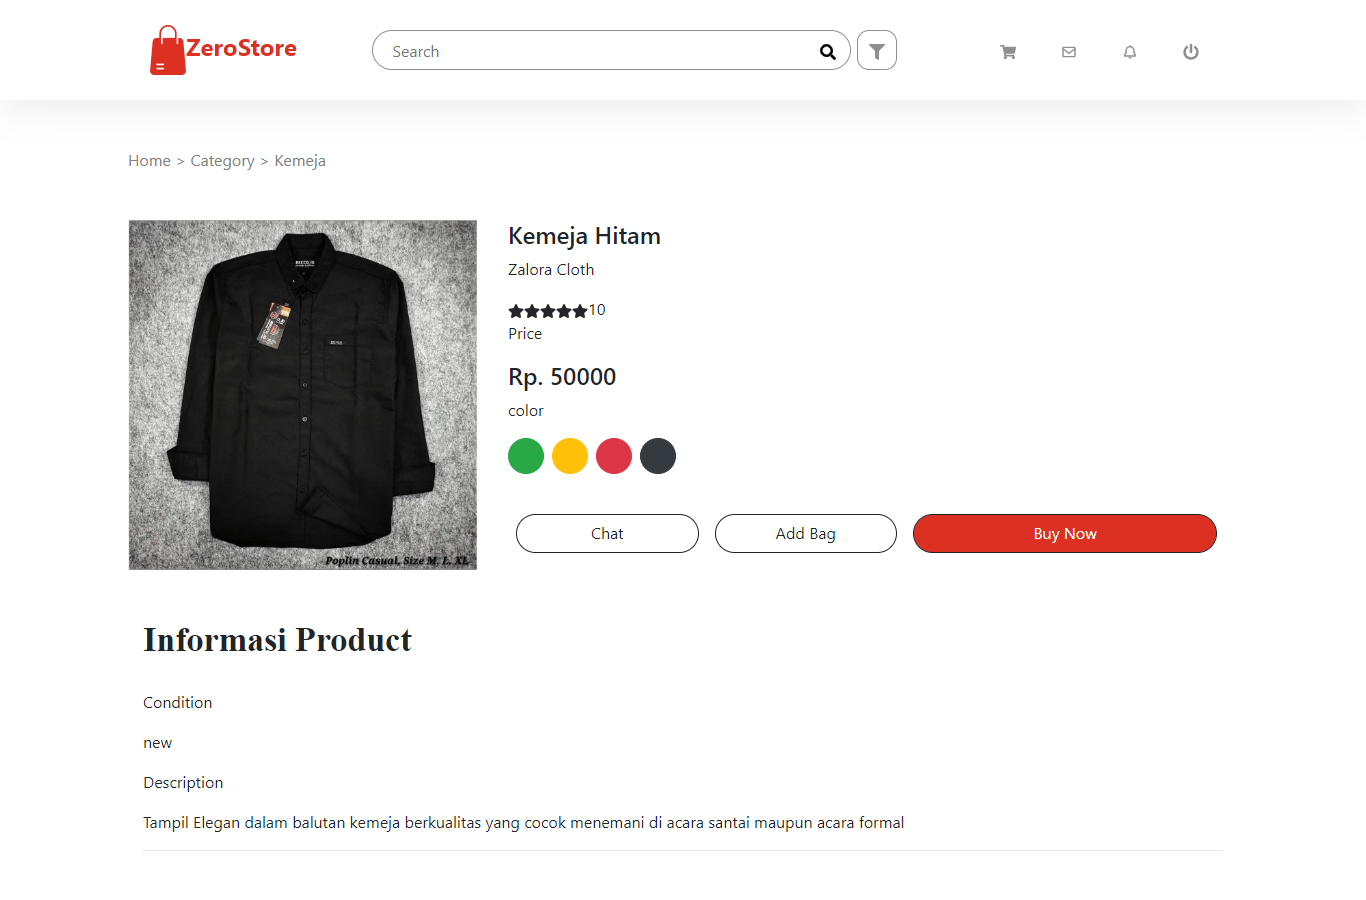 ZeroStore
Search
Home > Category > Kemeja
Kemeja Hitam
Zalora Cloth
10
Price
Rp. 50000
color
Chat
Add Bag
Buy Now
Poplin Casual, Size M, L, XL
Informasi Product
Condition
new
Description
Tampil Elegan dalam balutan kemeja berkualitas yang cocok menemani di acara santai maupun acara formal